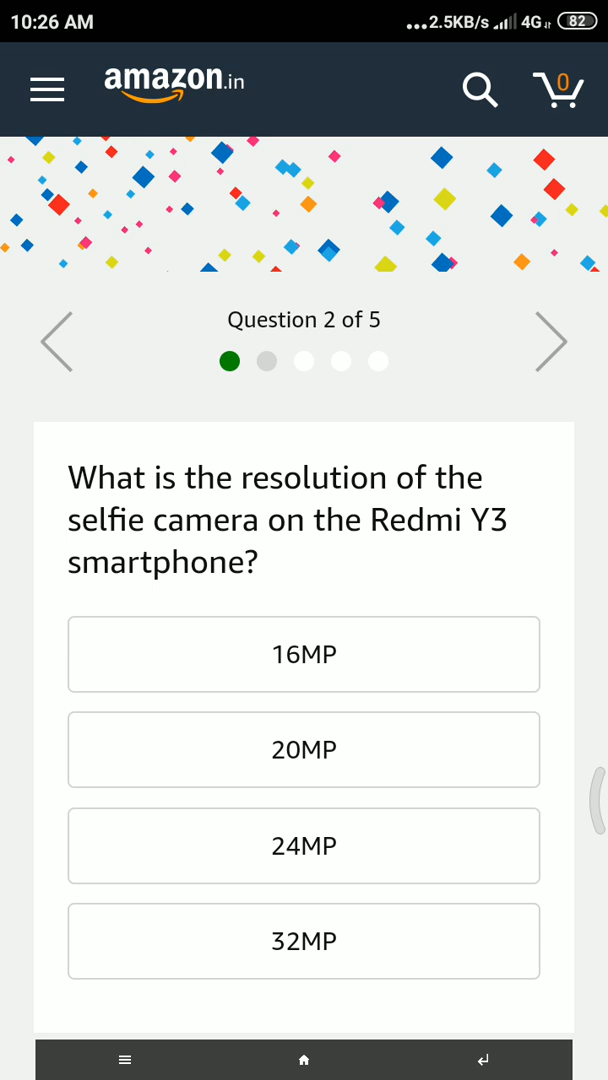 10:26 AM ...2.5KB/s 4G 82
amazon.in 0
Question 2 of 5
What is the resolution of the
selfie camera on the Redmi Y3
smartphone?
16MP
20MP
24MP
32MP